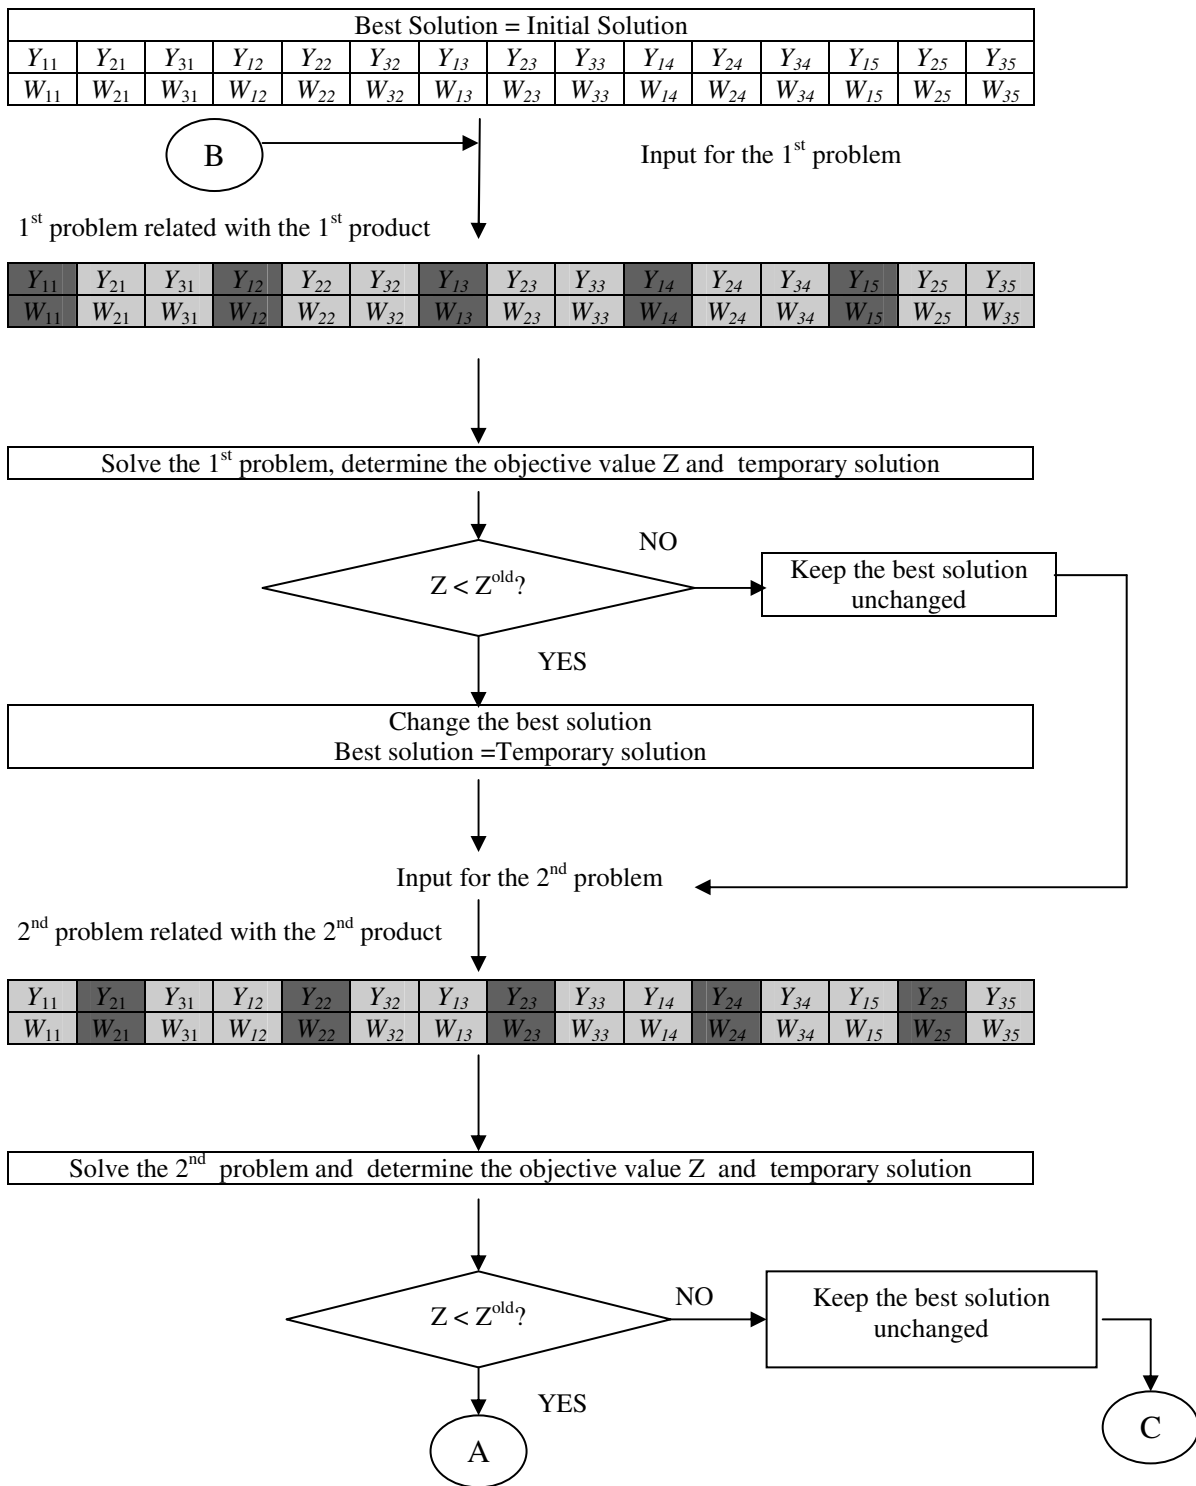 Best Solution = Initial Solution
Y11 Y21 Y31 Y12 Y22 Y32 Y13 Y23 Y33 Y14 Y24 Y34 Y15 Y25 Y35
W11 W21 W31 W12 W22 W32 W13 W23 W33 W14 W24 W34 W15 W25 W35
B
Input for the 1st problem
1st problem related with the 1st product
Y11 Y21 Y31 Y12 Y22 Y32 Y13 Y23 Y33 Y14 Y24 Y34 Y15 Y25 Y35
W11 W21 W31 W12 W22 W32 W13 W23 W33 W14 W24 W34 W15 W25 W35
Solve the 1st problem, determine the objective value Z and temporary solution
NO
Z < Zold?
Keep the best solution
unchanged
YES
Change the best solution
Best solution =Temporary solution
Input for the 2nd problem
2nd problem related with the 2nd product
Y11 Y21 Y31 Y12 Y22 Y32 Y13 Y23 Y33 Y14 Y24 Y34 Y15 Y25 Y35
W11 W21 W31 W12 W22 W32 W13 W23 W33 W14 W24 W34 W15 W25 W35
Solve the 2nd problem and determine the objective value Z and temporary solution
NO
Z < Zold?
Keep the best solution
unchanged
YES
A
C